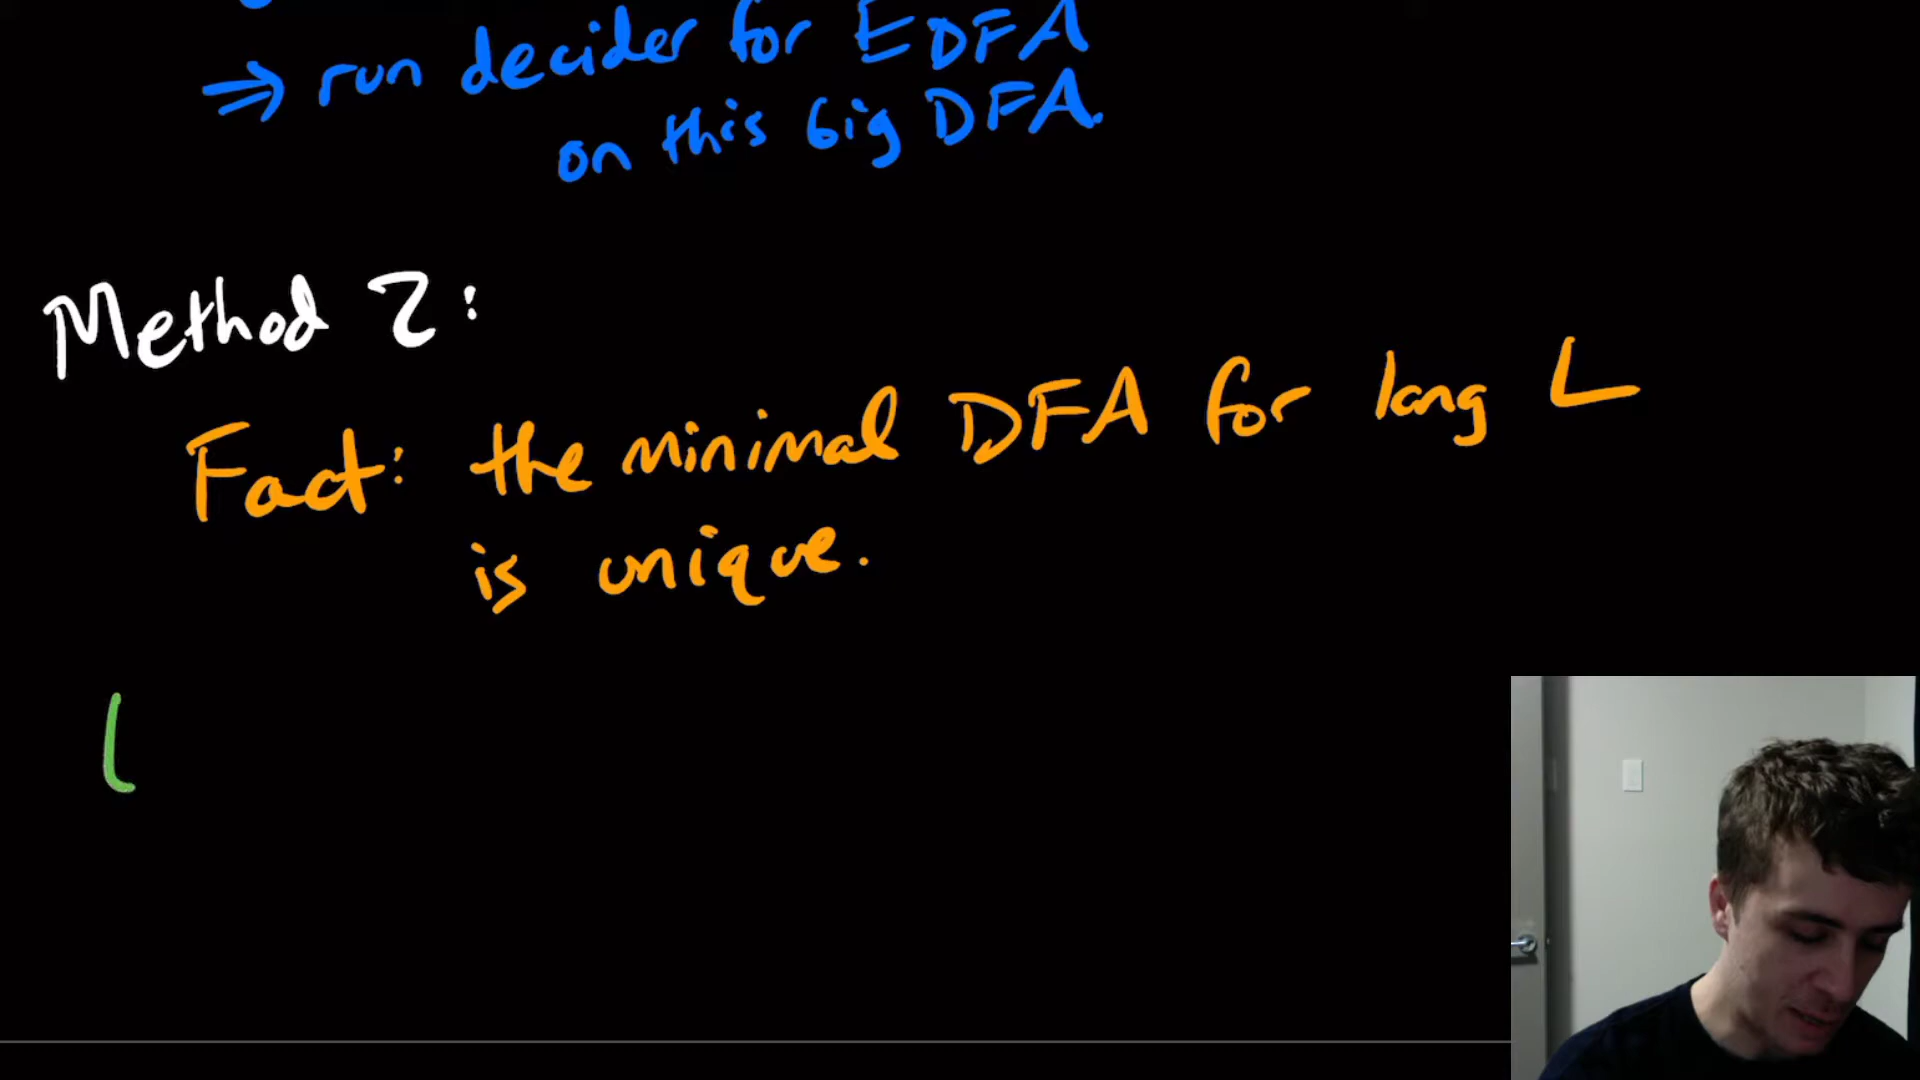 ⇒ run decider for EDFA
on this big DFA.
Method 2:
Fact: the minimal DFA for lang L
is unique.